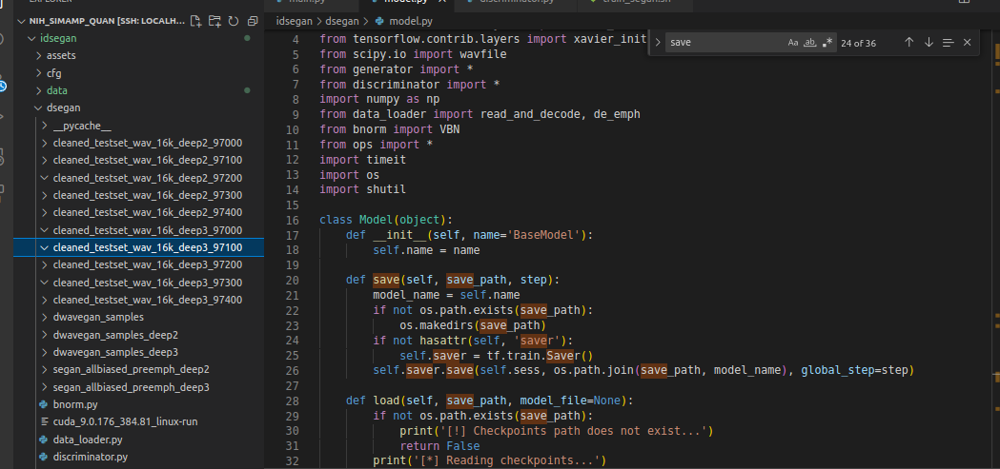 main.py
model.py
discriminator.py
train_segan.sh
NIH_SIMAMP_QUAN [SSH: LOCALH...
idsegan
assets
cfg
data
dsegan
__pycache__
cleaned_testset_wav_16k_deep2_97000
cleaned_testset_wav_16k_deep2_97100
cleaned_testset_wav_16k_deep2_97200
cleaned_testset_wav_16k_deep2_97300
cleaned_testset_wav_16k_deep2_97400
cleaned_testset_wav_16k_deep3_97000
cleaned_testset_wav_16k_deep3_97100
cleaned_testset_wav_16k_deep3_97200
cleaned_testset_wav_16k_deep3_97300
cleaned_testset_wav_16k_deep3_97400
dwavegan_samples
dwavegan_samples_deep2
dwavegan_samples_deep3
segan_allbiased_preemph_deep2
segan_allbiased_preemph_deep3
bnorm.py
cuda_9.0.176_384.81_linux-run
data_loader.py
discriminator.py
idsegan > dsegan > model.py
save Aa ab .* 24 of 36
4 from tensorflow.contrib.layers import xavier_init
5 from scipy.io import wavfile
6 from generator import *
7 from discriminator import *
8 import numpy as np
9 from data_loader import read_and_decode, de_emph
10 from bnorm import VBN
11 from ops import *
12 import timeit
13 import os
14 import shutil
15
16 class Model(object):
17 def __init__(self, name='BaseModel'):
18 self.name = name
19
20 def save(self, save_path, step):
21 model_name = self.name
22 if not os.path.exists(save_path):
23 os.makedirs(save_path)
24 if not hasattr(self, 'saver'):
25 self.saver = tf.train.Saver()
26 self.saver.save(self.sess, os.path.join(save_path, model_name), global_step=step)
27
28 def load(self, save_path, model_file=None):
29 if not os.path.exists(save_path):
30 print('[!] Checkpoints path does not exist...')
31 return False
32 print('[*] Reading checkpoints...')